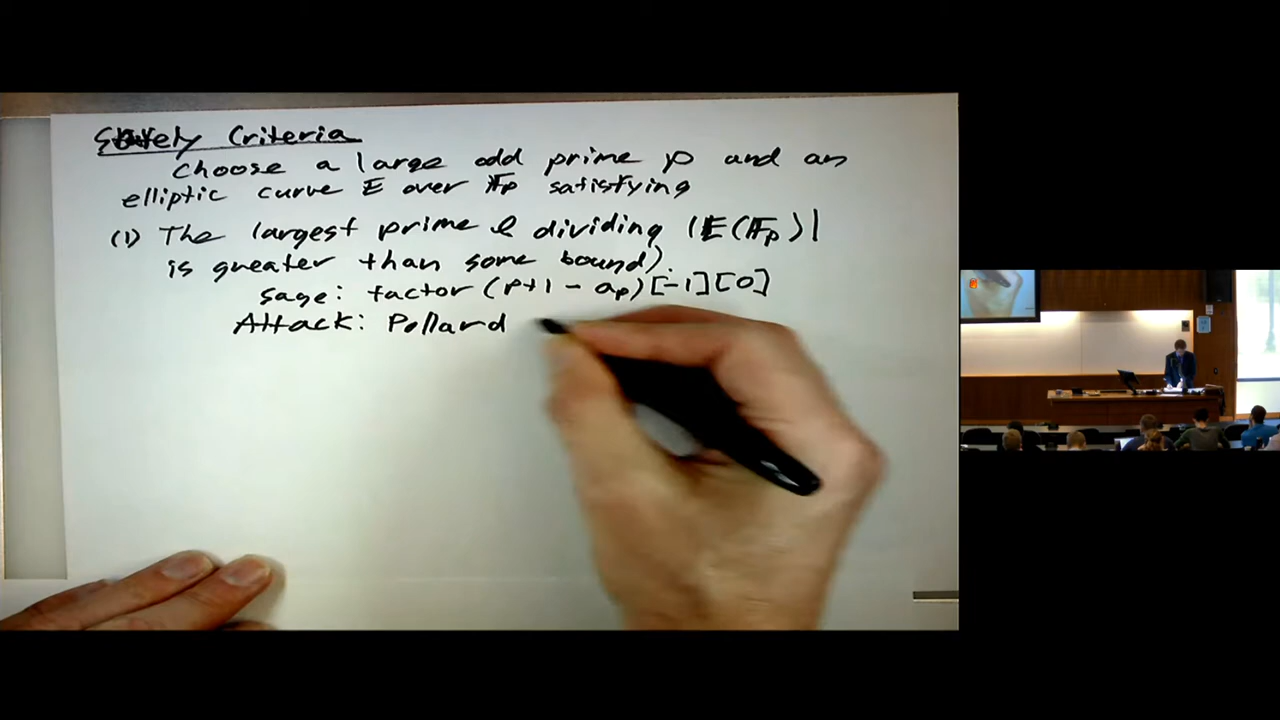 Safety Criteria
choose a large odd prime p and an
elliptic curve E over Fp satisfying
(1) The largest prime ℓ dividing |E(Fp)|
is greater than some bound).
sage: factor (p+1 - ap)[-1][0]
Attack: Pollard